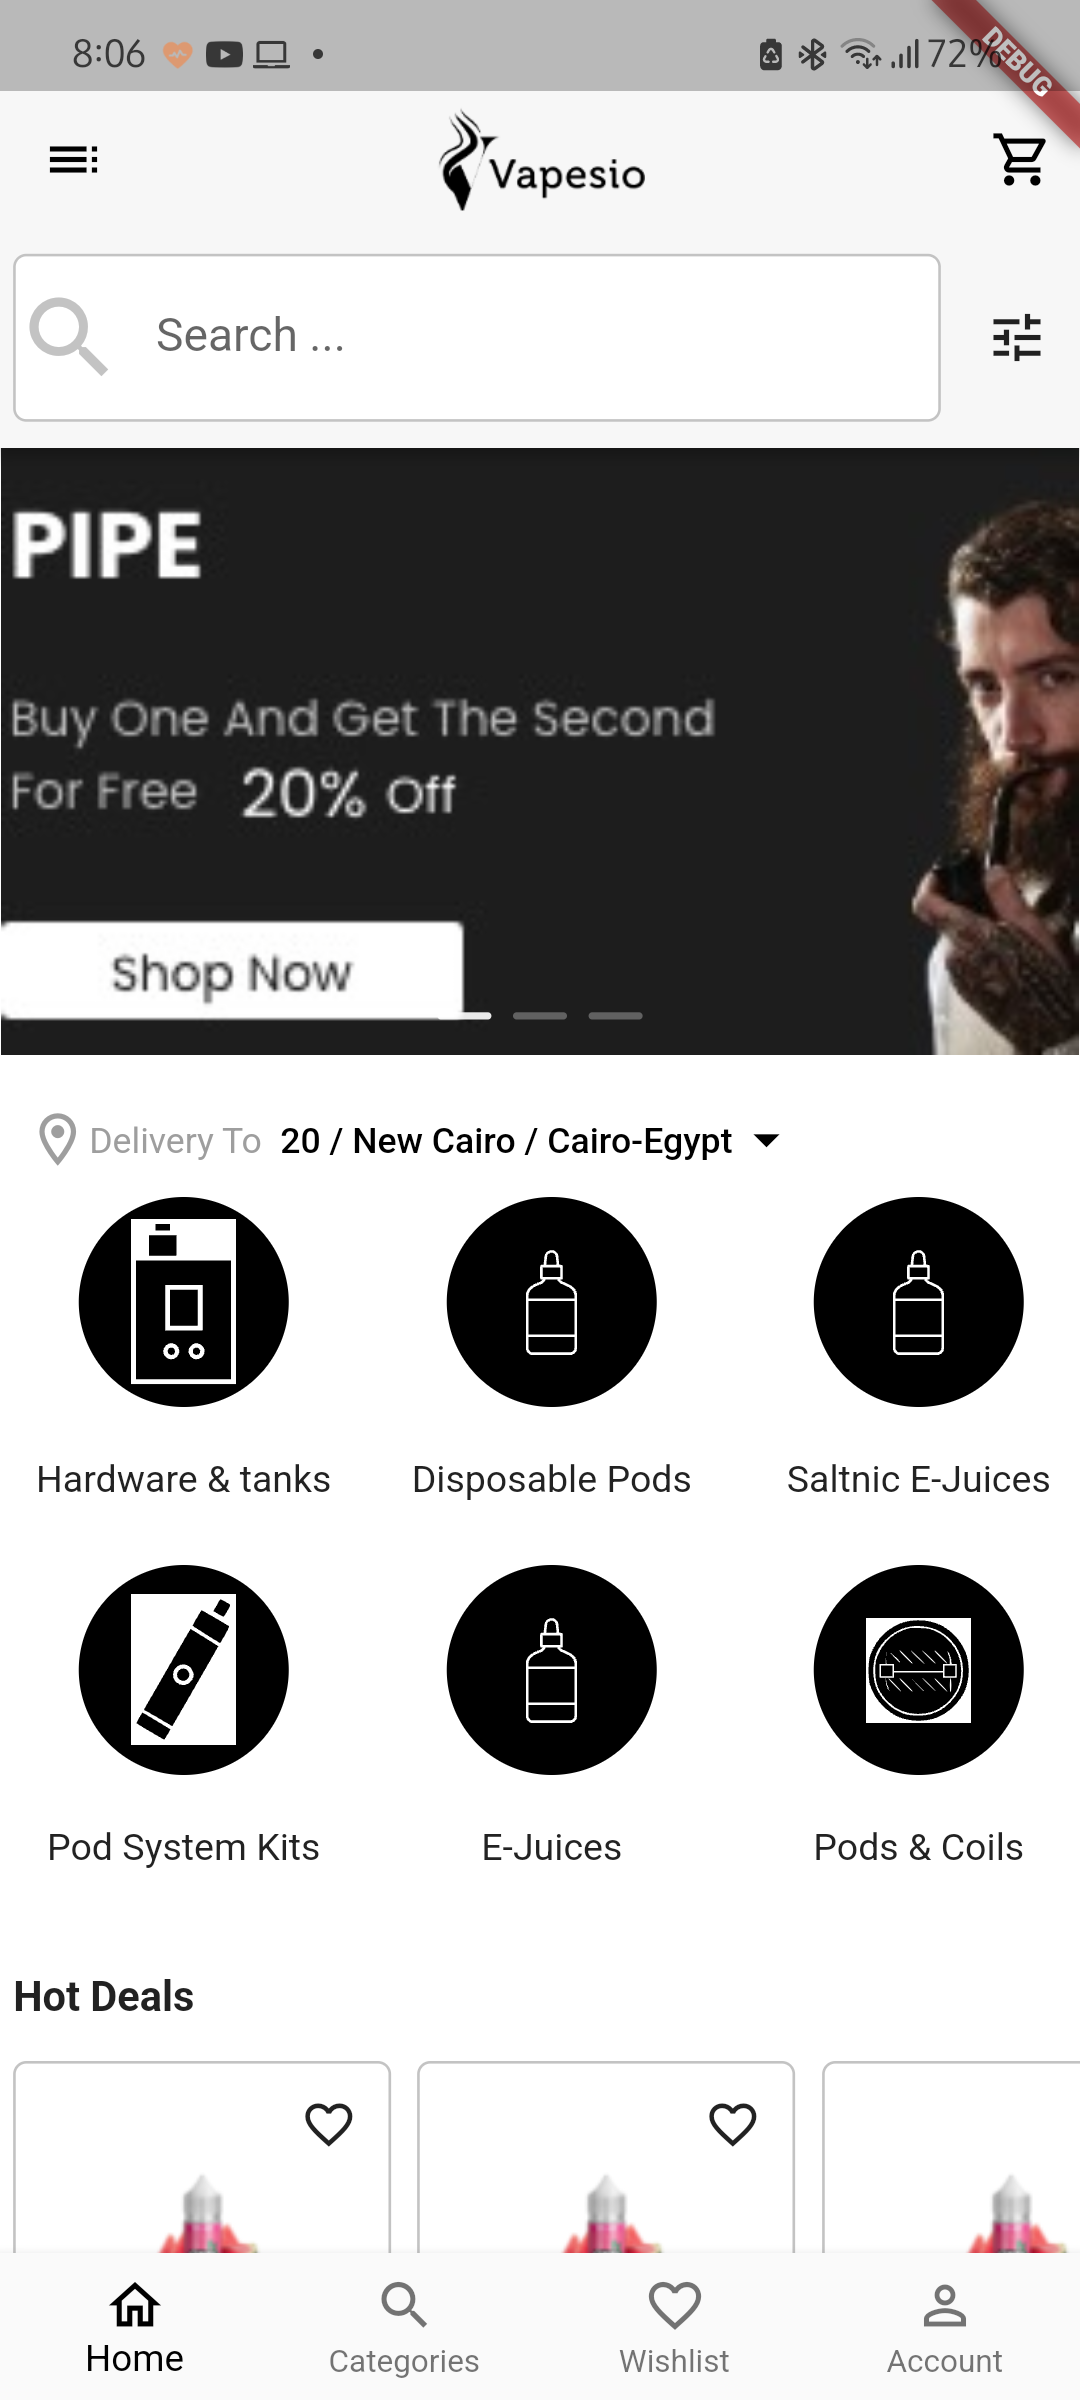 8:06
72%
DEBUG
Vapesio
Search ...
PIPE
Buy One And Get The Second
For Free 20% Off
Shop Now
Delivery To 20 / New Cairo / Cairo-Egypt
Hardware & tanks
Disposable Pods
Saltnic E-Juices
Pod System Kits
E-Juices
Pods & Coils
Hot Deals
Home
Categories
Wishlist
Account